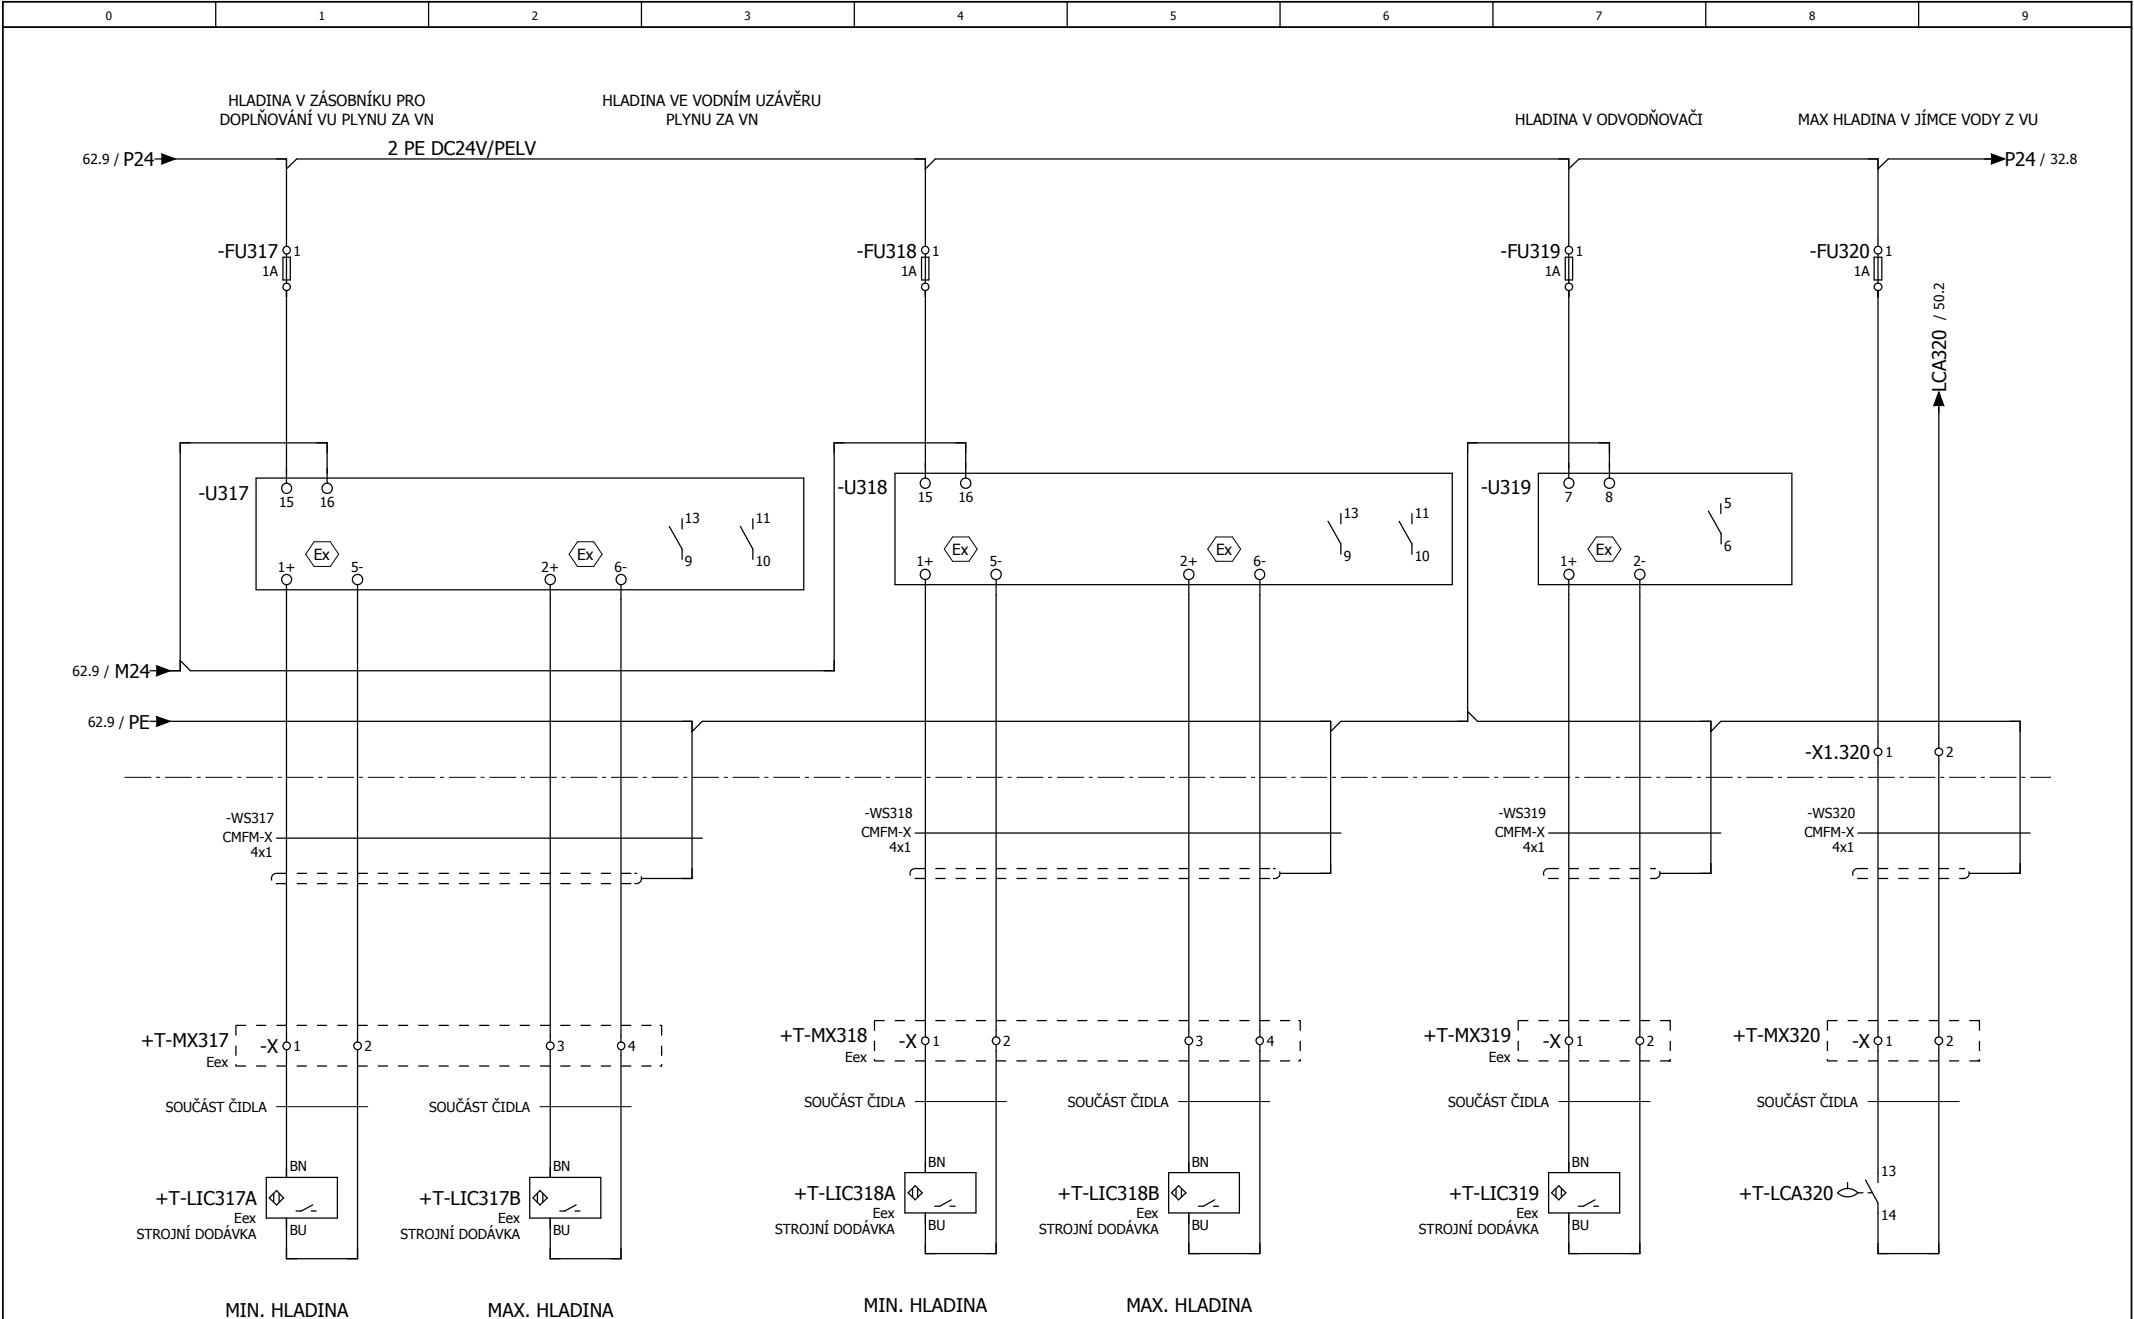 0 1 2 3 4 5 6 7 8 9
HLADINA V ZÁSOBNÍKU PRO
DOPLŇOVÁNÍ VU PLYNU ZA VN
HLADINA VE VODNÍM UZÁVĚRU
PLYNU ZA VN
HLADINA V ODVODŇOVAČI
MAX HLADINA V JÍMCE VODY Z VU
62.9 / P24
2 PE DC24V/PELV
P24 / 32.8
-FU317 1
1A
-FU318 1
1A
-FU319 1
1A
-FU320 1
1A
LCA320 / 50.2
-U317
15 16
13 11
9 10
Ex Ex
1+ 5- 2+ 6-
-U318
15 16
13 11
9 10
Ex Ex
1+ 5- 2+ 6-
-U319
7 8
5
6
Ex
1+ 2-
62.9 / M24
62.9 / PE
-X1.320 1 2
-WS317
CMFM-X
4x1
-WS318
CMFM-X
4x1
-WS319
CMFM-X
4x1
-WS320
CMFM-X
4x1
+T-MX317 -X 1 2 3 4
Eex
+T-MX318 -X 1 2 3 4
Eex
+T-MX319 -X 1 2
Eex
+T-MX320 -X 1 2
SOUČÁST ČIDLA
SOUČÁST ČIDLA
SOUČÁST ČIDLA
SOUČÁST ČIDLA
SOUČÁST ČIDLA
SOUČÁST ČIDLA
BN
+T-LIC317A
Eex
STROJNÍ DODÁVKA
BU
BN
+T-LIC317B
Eex
STROJNÍ DODÁVKA
BU
BN
+T-LIC318A
Eex
STROJNÍ DODÁVKA
BU
BN
+T-LIC318B
Eex
STROJNÍ DODÁVKA
BU
BN
+T-LIC319
Eex
STROJNÍ DODÁVKA
BU
13
+T-LCA320
14
MIN. HLADINA
MAX. HLADINA
MIN. HLADINA
MAX. HLADINA